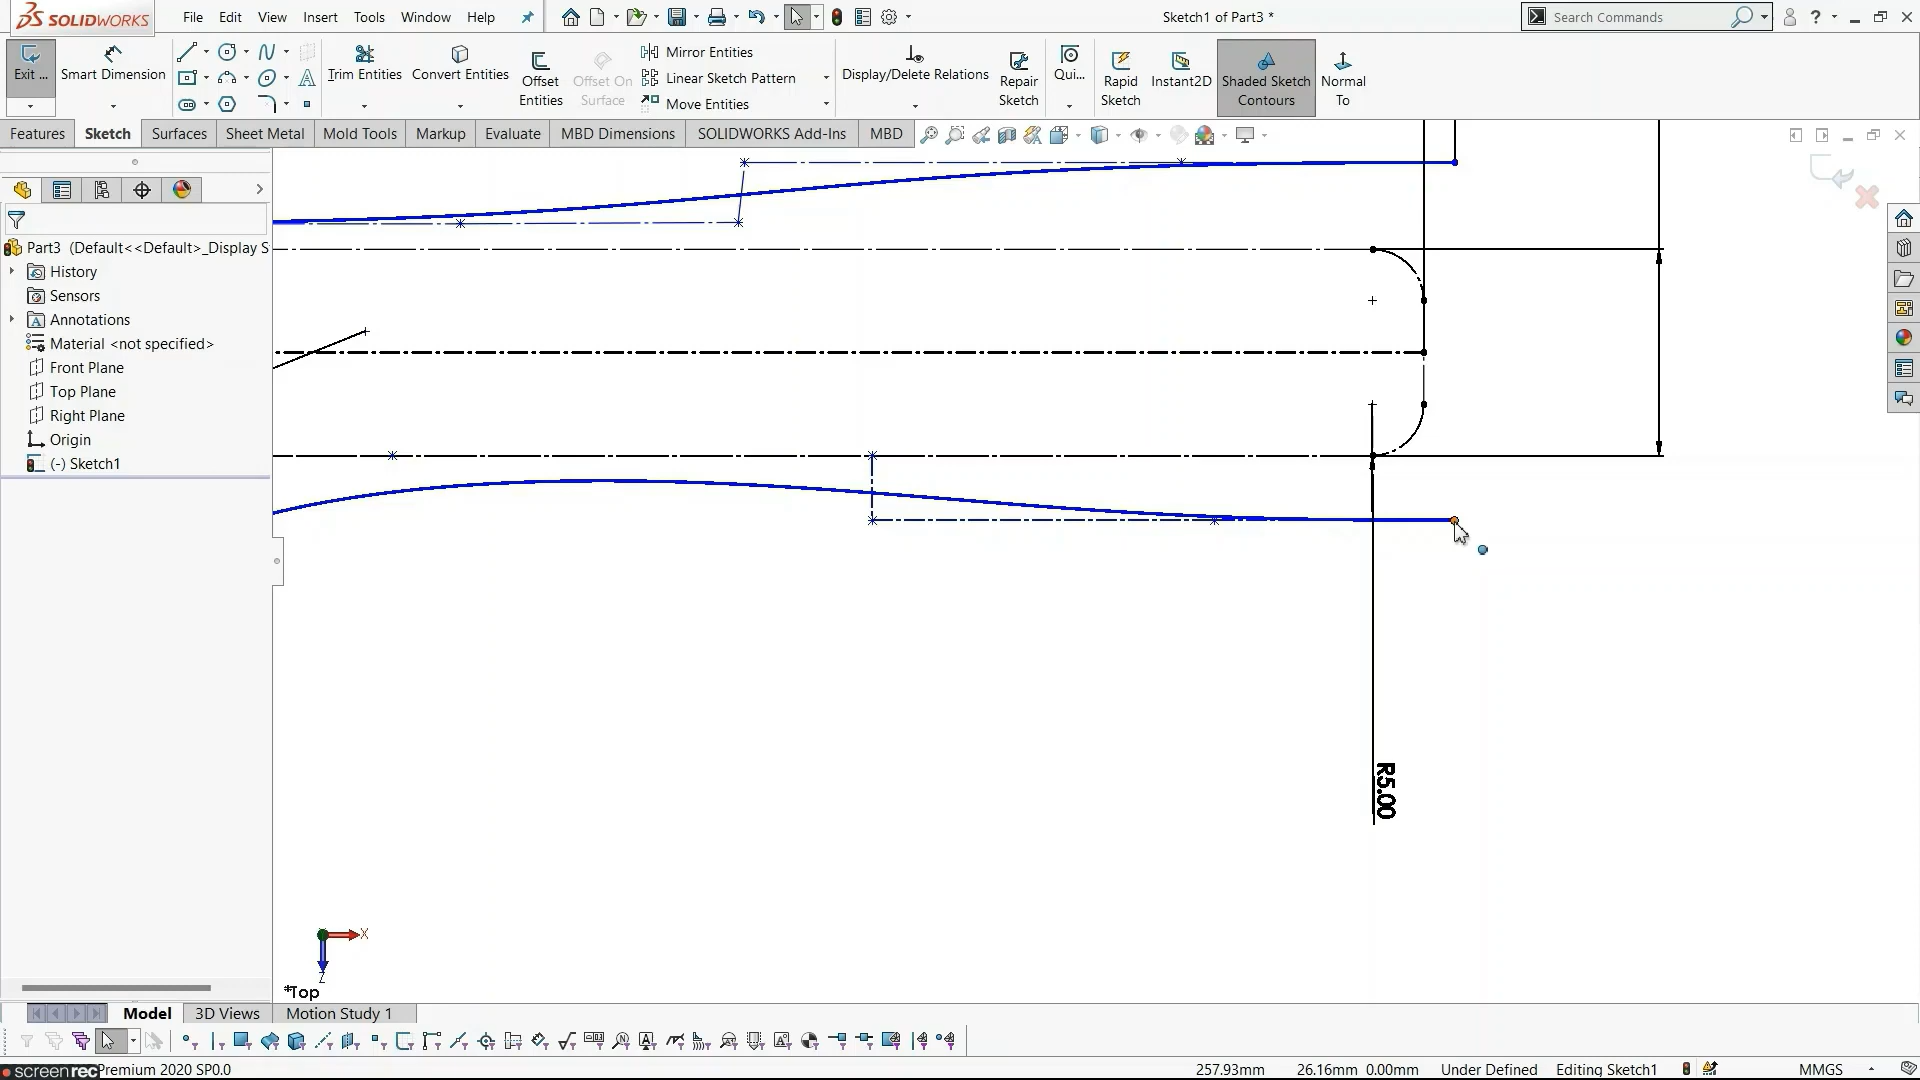 SOLIDWORKS File Edit View Insert Tools Window Help Sketch1 of Part3 * Search Commands
Exit ... Smart Dimension Trim Entities Convert Entities Offset Entities Offset On Surface Mirror Entities Linear Sketch Pattern Move Entities Display/Delete Relations Repair Sketch Qui... Rapid Sketch Instant2D Shaded Sketch Contours Normal To
Features Sketch Surfaces Sheet Metal Mold Tools Markup Evaluate MBD Dimensions SOLIDWORKS Add-Ins MBD
Part3 (Default<<Default>_Display S
History
Sensors
Annotations
Material <not specified>
Front Plane
Top Plane
Right Plane
Origin
(-) Sketch1
R5.00
X
Z
*Top
Model 3D Views Motion Study 1
screenrec Premium 2020 SP0.0 257.93mm 26.16mm 0.00mm Under Defined Editing Sketch1 MMGS